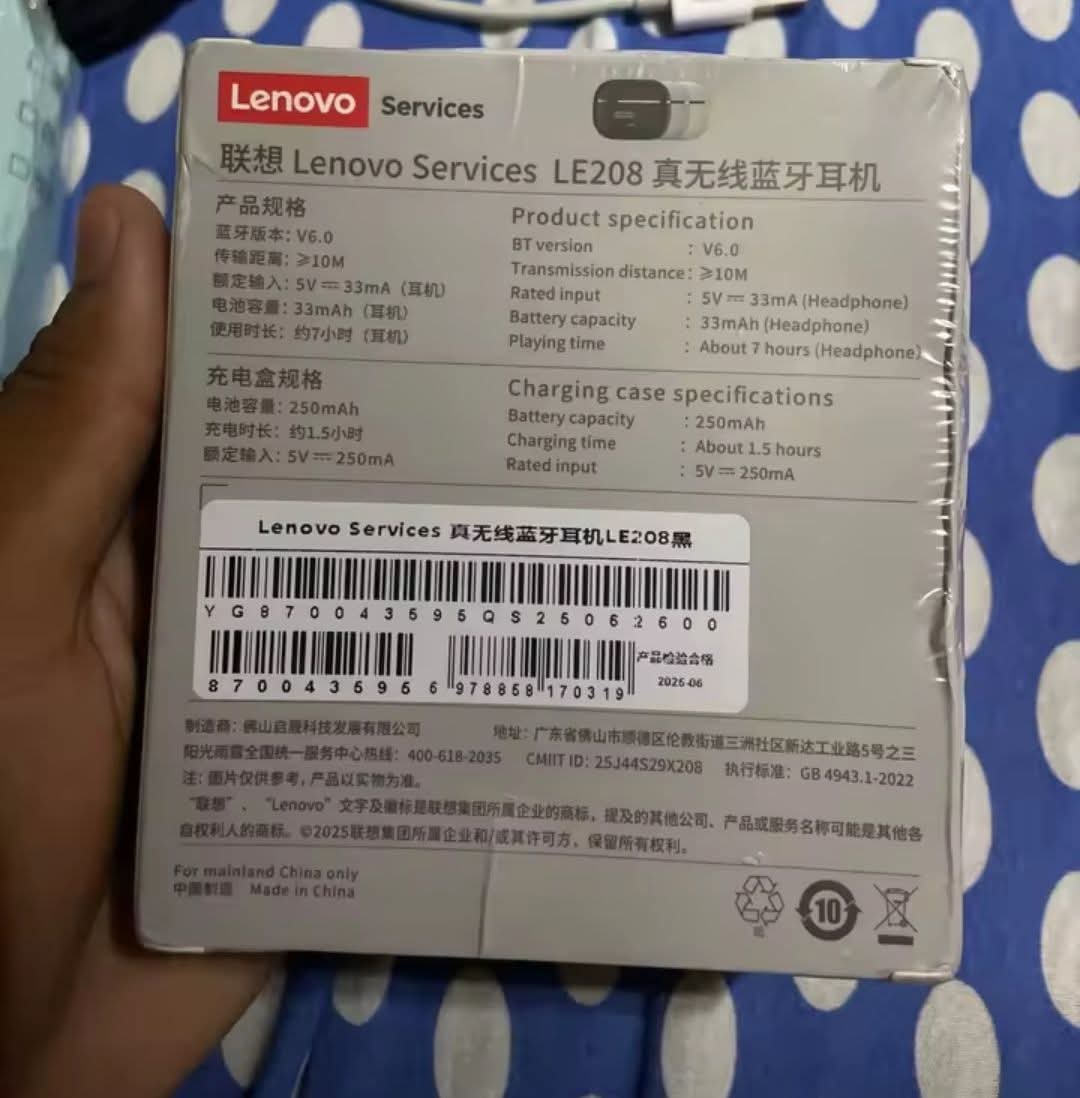 Lenovo Services
联想 Lenovo Services LE208 真无线蓝牙耳机
产品规格
蓝牙版本：V6.0
传输距离：≥10M
额定输入：5V⎓33mA（耳机）
电池容量：33mAh（耳机）
使用时长：约7小时（耳机）
Product specification
BT version : V6.0
Transmission distance: ≥10M
Rated input : 5V⎓33mA (Headphone)
Battery capacity : 33mAh (Headphone)
Playing time : About 7 hours (Headphone)
充电盒规格
电池容量：250mAh
充电时长：约1.5小时
额定输入：5V⎓250mA
Charging case specifications
Battery capacity : 250mAh
Charging time : About 1.5 hours
Rated input : 5V⎓250mA
Lenovo Services 真无线蓝牙耳机LE208黑
YG870043595QS25062600
8700435956
978858170319
产品检验合格
2025-06
制造商：佛山启晟科技发展有限公司 地址：广东省佛山市顺德区伦教街道三洲社区新达工业路5号之三
阳光雨露全国统一服务中心热线：400-618-2035 CMIIT ID: 25J44S29X208 执行标准：GB 4943.1-2022
注：图片仅供参考，产品以实物为准。
“联想”、“Lenovo”文字及徽标是联想集团所属企业的商标，提及的其他公司、产品或服务名称可能是其他各
自权利人的商标。©2025联想集团所属企业和/或其许可方，保留所有权利。
For mainland China only
中国制造 Made in China
10